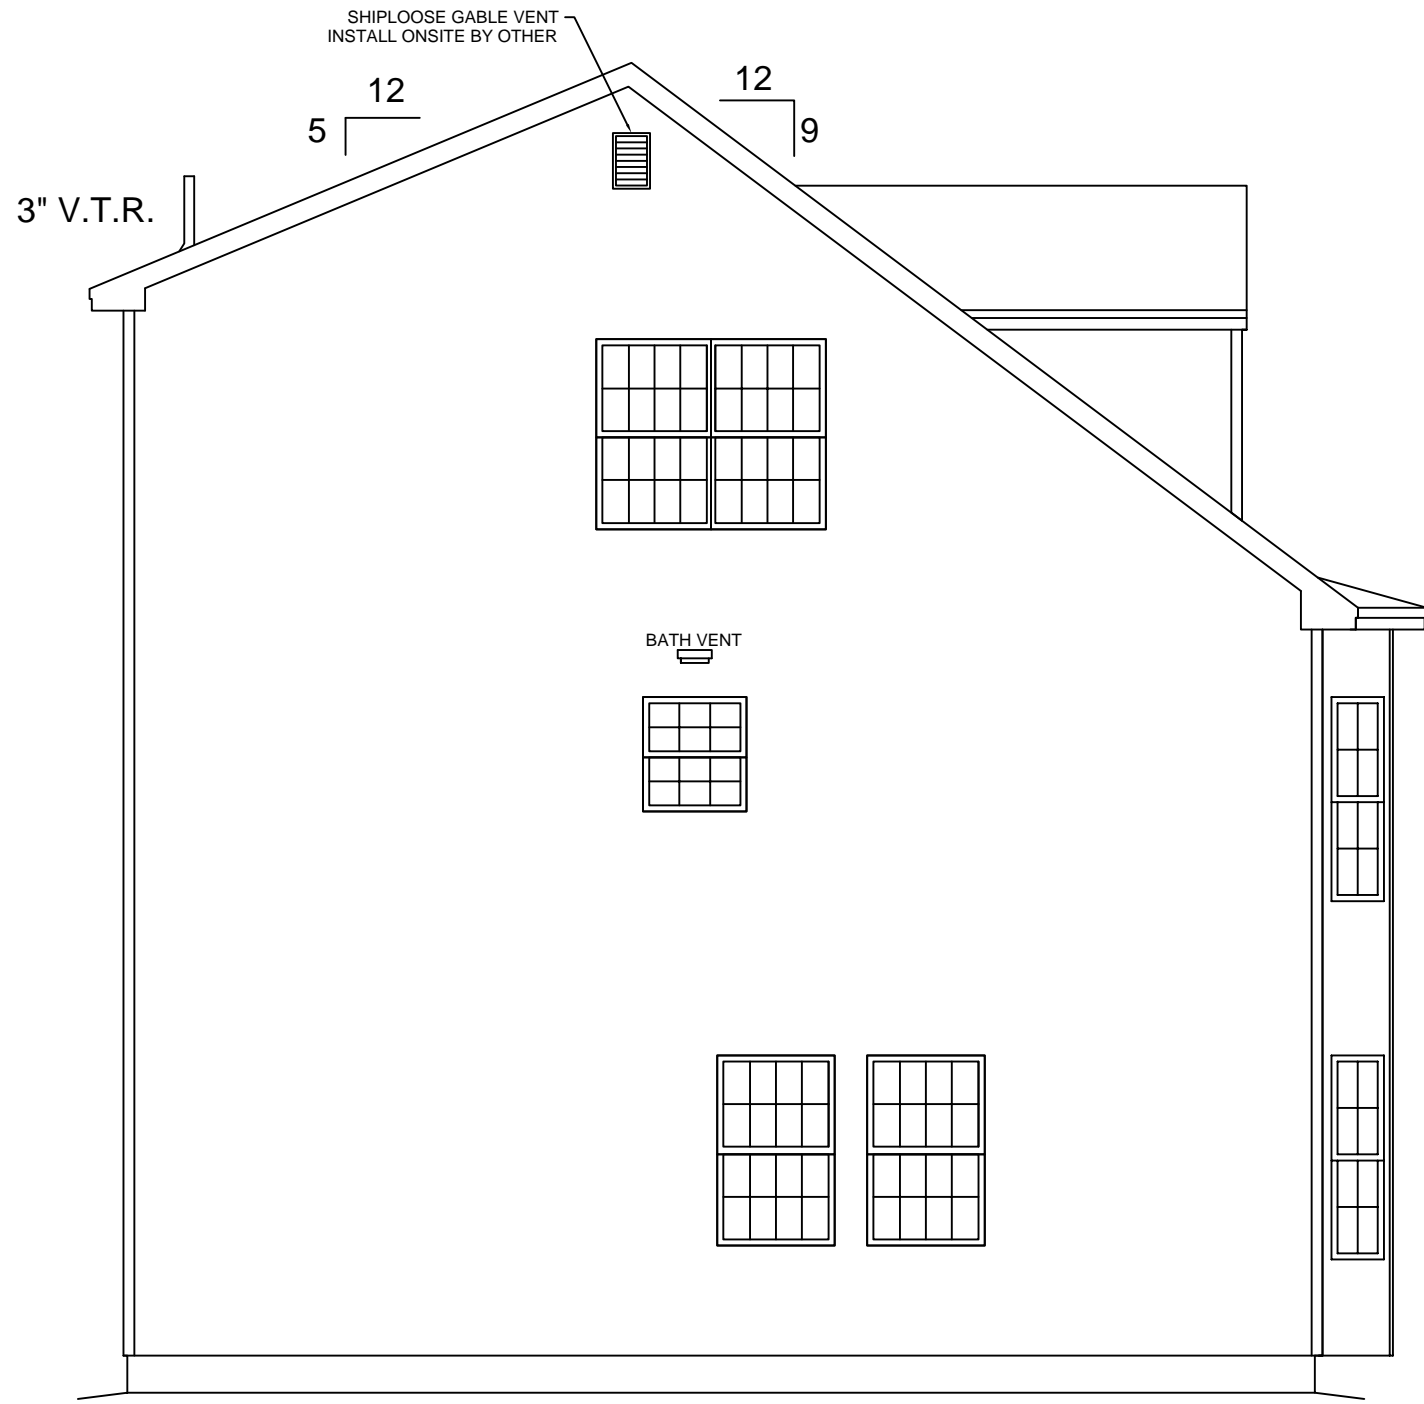 SHIPLOOSE GABLE VENT
INSTALL ONSITE BY OTHER
12
5
12
9
3" V.T.R.
BATH VENT